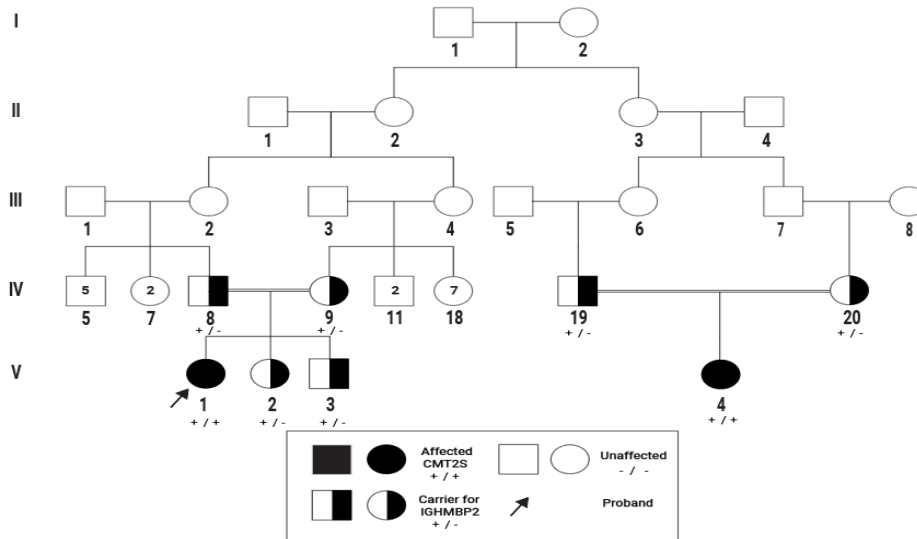 I
1 2
II
1 2 3 4
III
1 2 3 4 5 6 7 8
IV
5 2 2 7
5 7 8 9 11 18 19 20
+ / - + / - + / - + / -
V
1 2 3 4
+ / + + / - + / - + / +
Affected
CMT2S
+ / +
Unaffected
- / -
Carrier for
IGHMBP2
+ / -
Proband